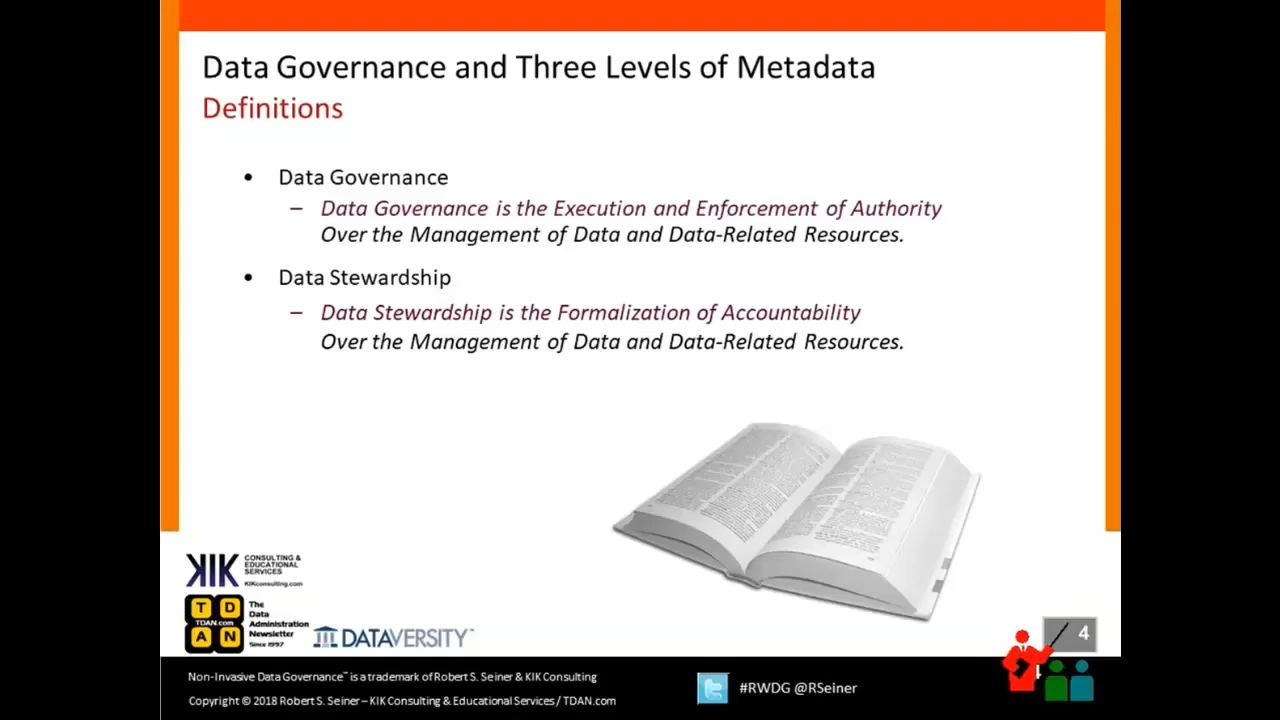 Data Governance and Three Levels of Metadata
Definitions
• Data Governance
– Data Governance is the Execution and Enforcement of Authority
Over the Management of Data and Data-Related Resources.
• Data Stewardship
– Data Stewardship is the Formalization of Accountability
Over the Management of Data and Data-Related Resources.
KIK CONSULTING &
EDUCATIONAL
SERVICES
KIKconsulting.com
T D
TDAN.com
A N
The
Data
Administration
Newsletter
Since 1997
DATAVERSITY™
4
Non-Invasive Data Governance™ is a trademark of Robert S. Seiner & KIK Consulting
Copyright © 2018 Robert S. Seiner – KIK Consulting & Educational Services / TDAN.com
#RWDG @RSeiner